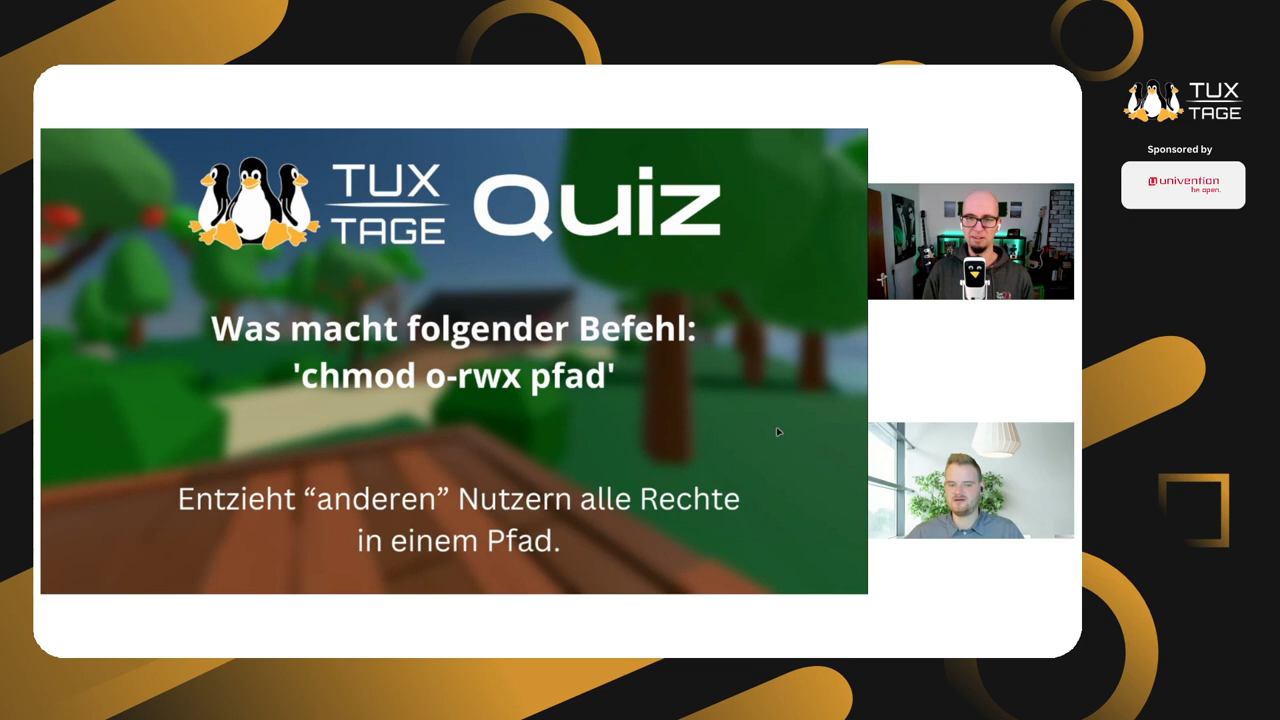 TUX
TAGE
Quiz
Was macht folgender Befehl:
'chmod o-rwx pfad'
Entzieht “anderen” Nutzern alle Rechte
in einem Pfad.
TUX
TAGE
Sponsored by
univention
be open.